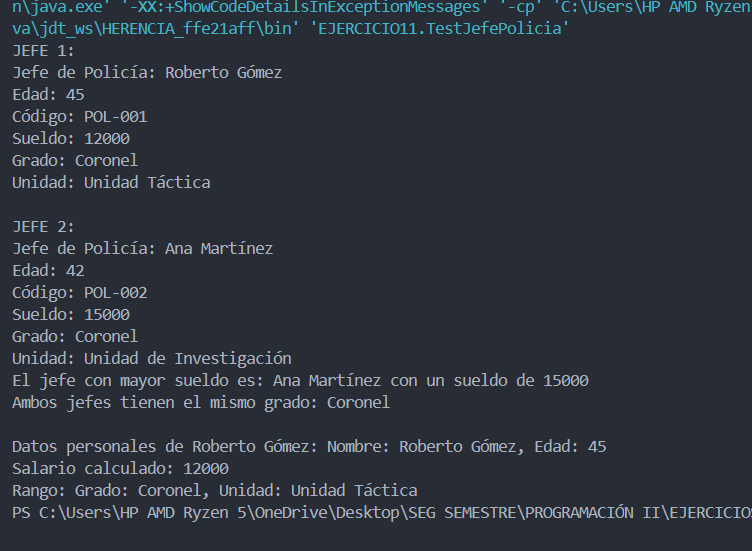 n\java.exe' '-XX:+ShowCodeDetailsInExceptionMessages' '-cp' 'C:\Users\HP AMD Ryzen
va\jdt_ws\HERENCIA_ffe21aff\bin' 'EJERCICIO11.TestJefePolicia'
JEFE 1:
Jefe de Policía: Roberto Gómez
Edad: 45
Código: POL-001
Sueldo: 12000
Grado: Coronel
Unidad: Unidad Táctica
JEFE 2:
Jefe de Policía: Ana Martínez
Edad: 42
Código: POL-002
Sueldo: 15000
Grado: Coronel
Unidad: Unidad de Investigación
El jefe con mayor sueldo es: Ana Martínez con un sueldo de 15000
Ambos jefes tienen el mismo grado: Coronel
Datos personales de Roberto Gómez: Nombre: Roberto Gómez, Edad: 45
Salario calculado: 12000
Rango: Grado: Coronel, Unidad: Unidad Táctica
PS C:\Users\HP AMD Ryzen 5\OneDrive\Desktop\SEG SEMESTRE\PROGRAMACIÓN II\EJERCICIOS